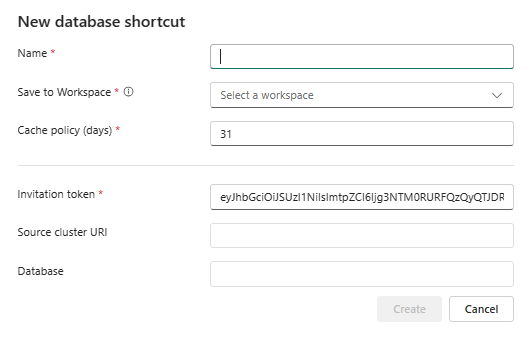 New database shortcut
Name *
Save to Workspace * ⓘ
Select a workspace
Cache policy (days) *
31
Invitation token *
eyJhbGciOiJSUzI1NiIsImtpZCI6Ijg3NTM0RURFQzQyQTJDR
Source cluster URI
Database
Create
Cancel